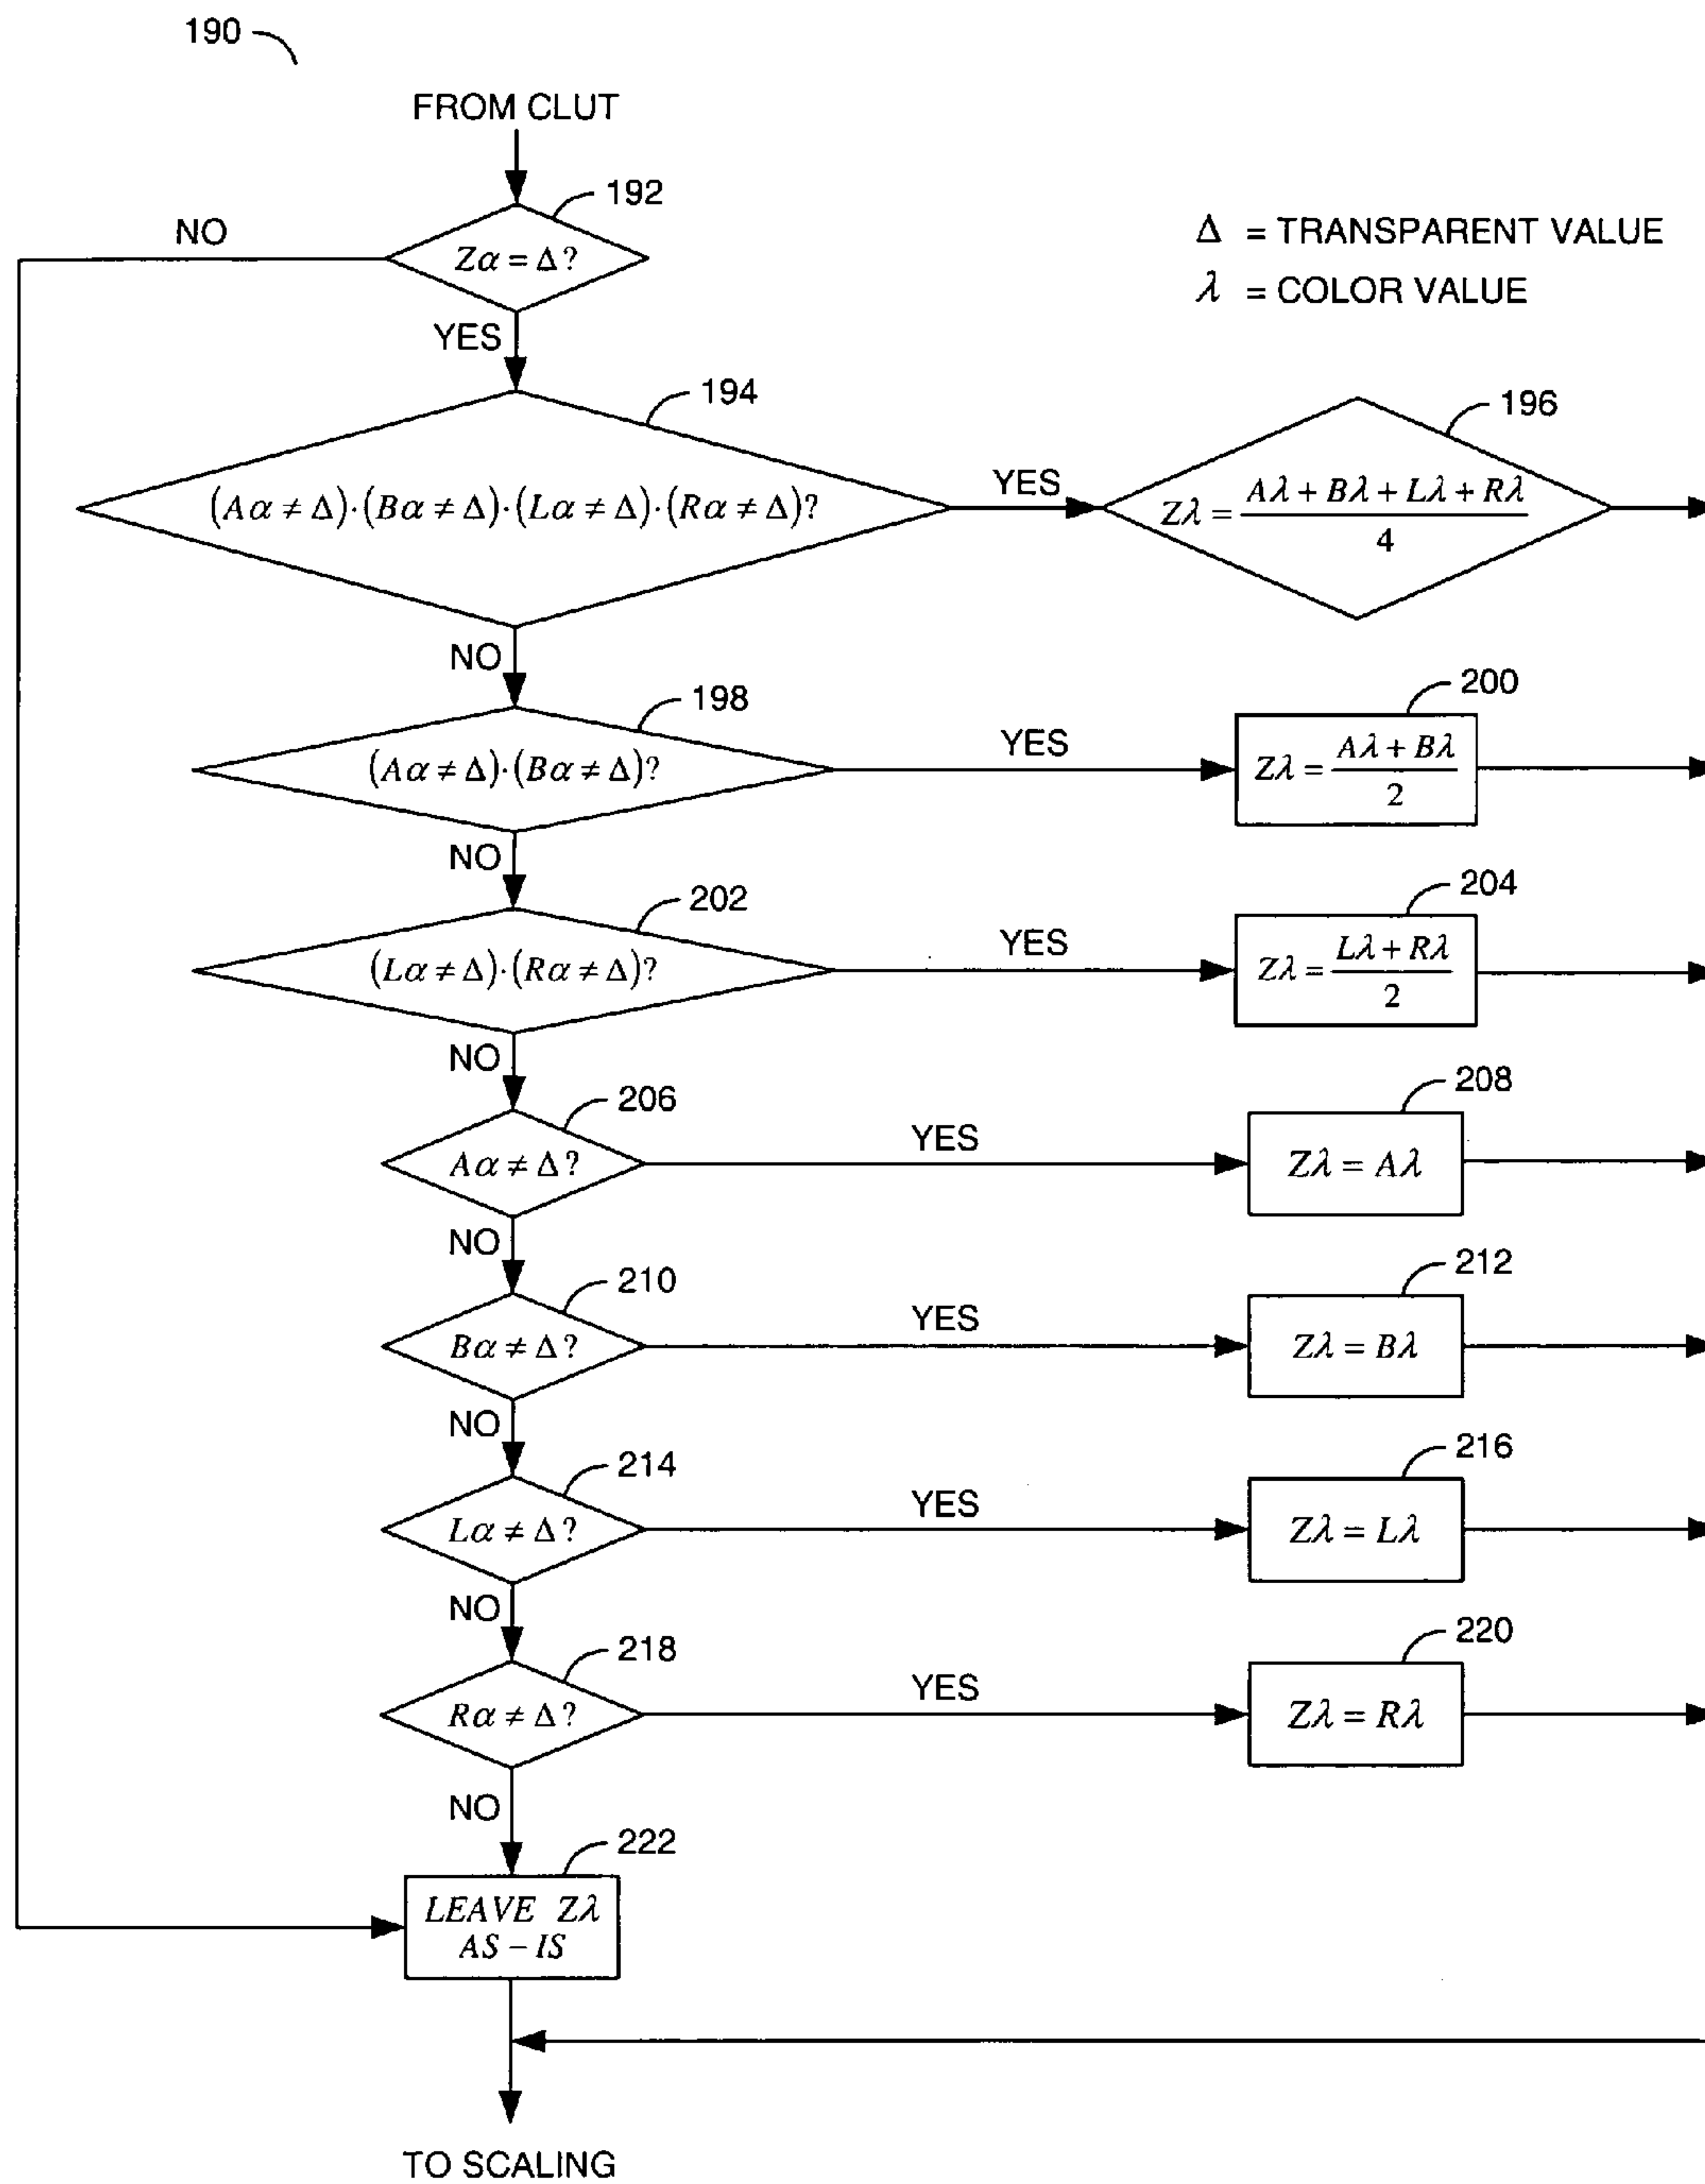 190
FROM CLUT
192
NO
Zα = Δ?
Δ = TRANSPARENT VALUE
λ = COLOR VALUE
YES
194
196
(Aα ≠ Δ)·(Bα ≠ Δ)·(Lα ≠ Δ)·(Rα ≠ Δ)?
YES
Zλ = (Aλ + Bλ + Lλ + Rλ) / 4
NO
198
200
(Aα ≠ Δ)·(Bα ≠ Δ)?
YES
Zλ = (Aλ + Bλ) / 2
NO
202
204
(Lα ≠ Δ)·(Rα ≠ Δ)?
YES
Zλ = (Lλ + Rλ) / 2
NO
206
208
Aα ≠ Δ?
YES
Zλ = Aλ
NO
210
212
Bα ≠ Δ?
YES
Zλ = Bλ
NO
214
216
Lα ≠ Δ?
YES
Zλ = Lλ
NO
218
220
Rα ≠ Δ?
YES
Zλ = Rλ
NO
222
LEAVE Zλ
AS – IS
TO SCALING